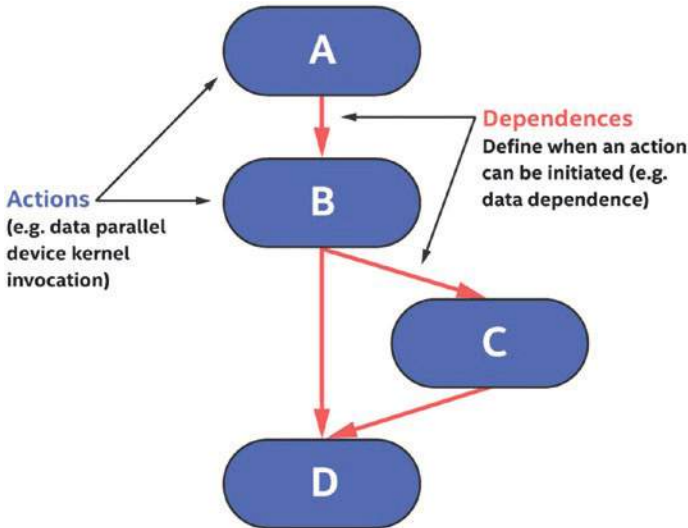 A
Dependences
Define when an action
can be initiated (e.g.
data dependence)
Actions
(e.g. data parallel
device kernel
invocation)
B
C
D